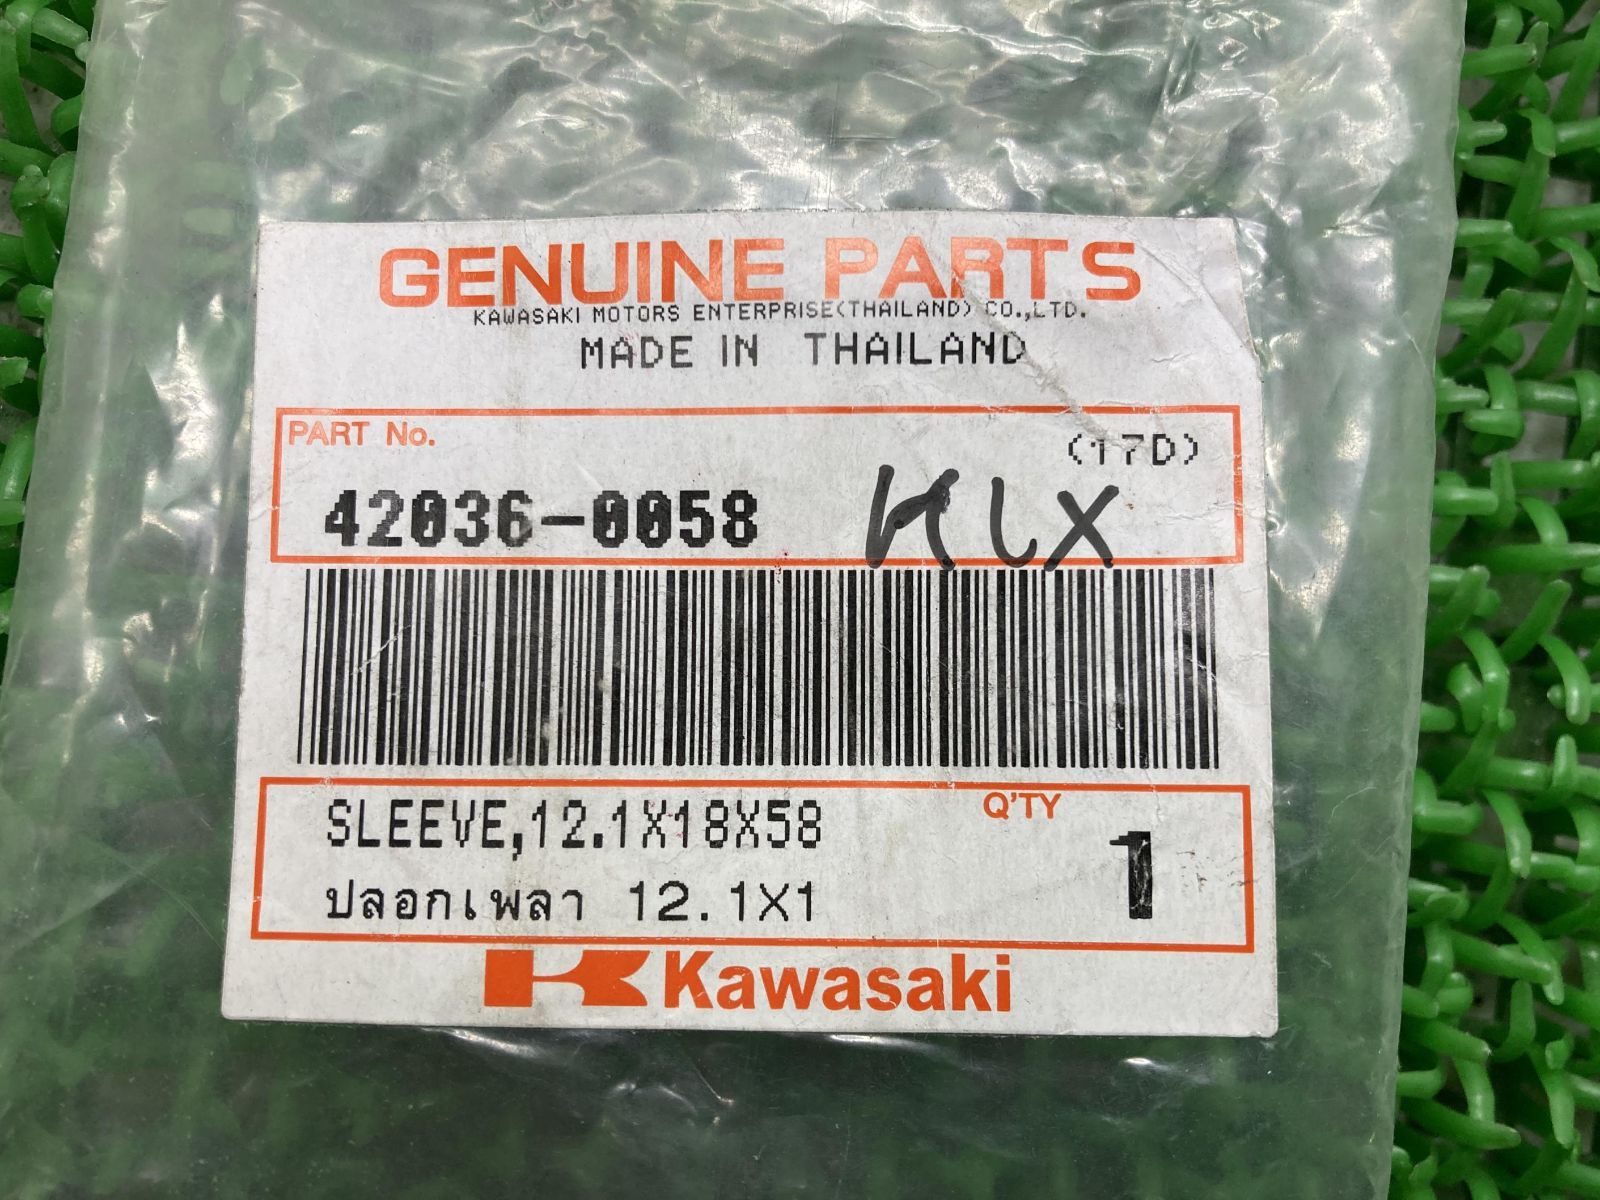 GENUINE PARTS
KAWASAKI MOTORS ENTERPRISE(THAILAND) CO.,LTD.
MADE IN THAILAND
PART No.
(17D)
42036-0058
KLX
SLEEVE,12.1X18X58
Q'TY
1
ปลอกเพลา 12.1X1
Kawasaki